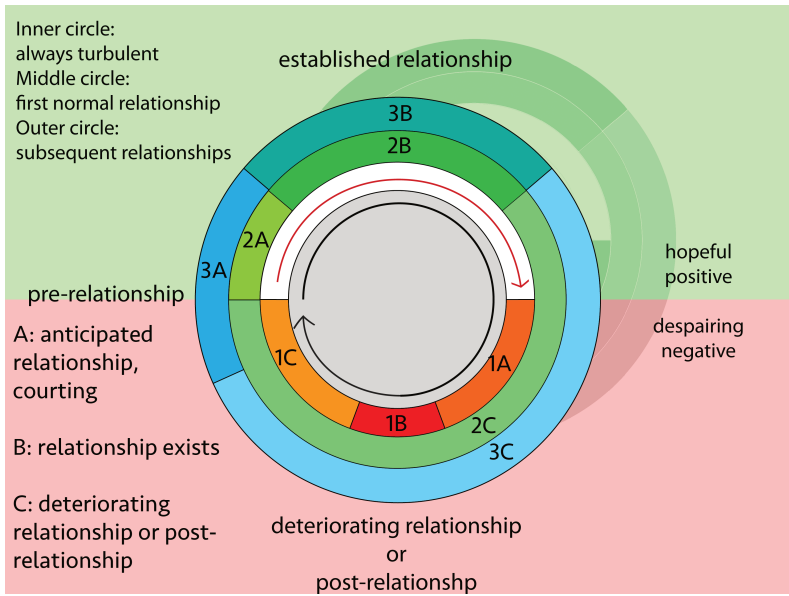 Inner circle:
always turbulent
Middle circle:
first normal relationship
Outer circle:
subsequent relationships
established relationship
3B
2B
2A
3A
hopeful
positive
pre-relationship
despairing
negative
A: anticipated
relationship,
courting
1C
1A
1B
2C
3C
B: relationship exists
C: deteriorating
relationship or post-
relationship
deteriorating relationship
or
post-relationshp